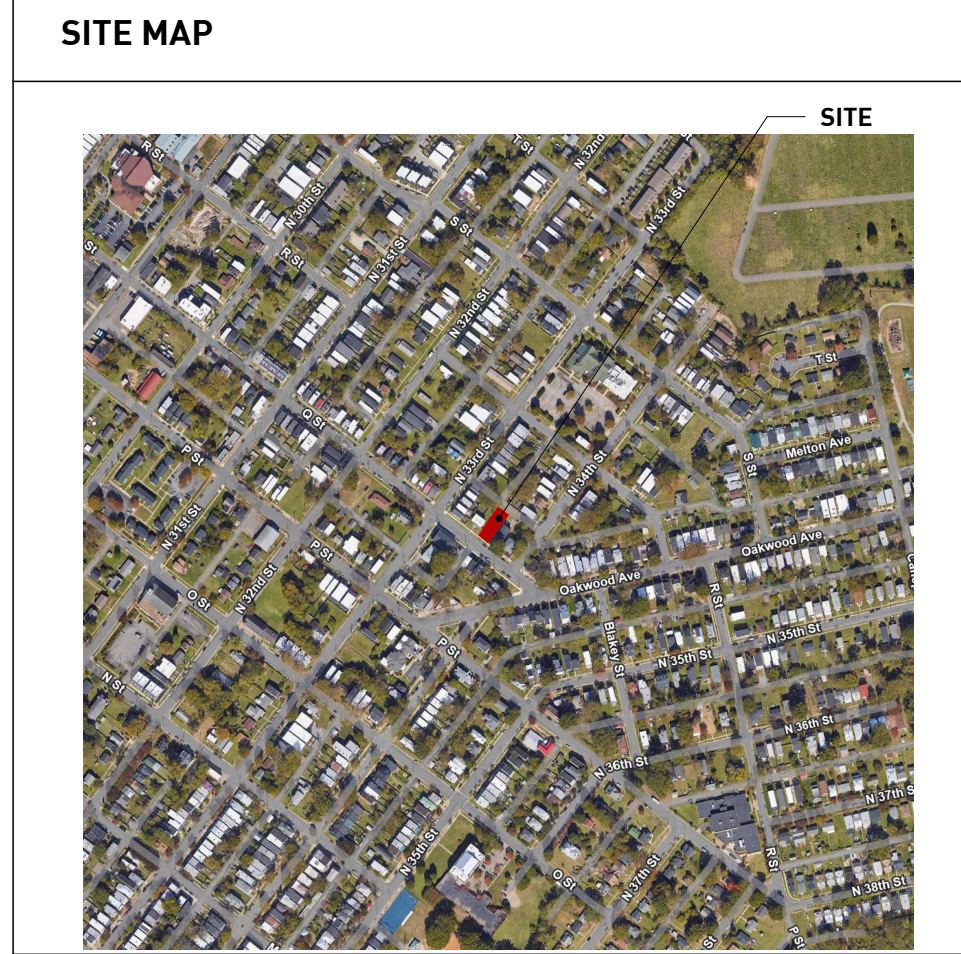 SITE MAP
SITE
R St
T St
N 32nd
N 30th St
N 33rd St
St
S St
R St
N 31st St
N 32nd St
T St
Q St
Melton Ave
P St
N 33rd St
S St
N 34th St
N 31st St
Oakwood Ave
P St
N 32nd St
Oakwood Ave
O St
R St
Blakey St
N 35th St
P St
N 35th St
N St
N 36th St
N 36th St
N 37th S
N 35th St
R St
O St
N 37th St
N 38th St
St
P St